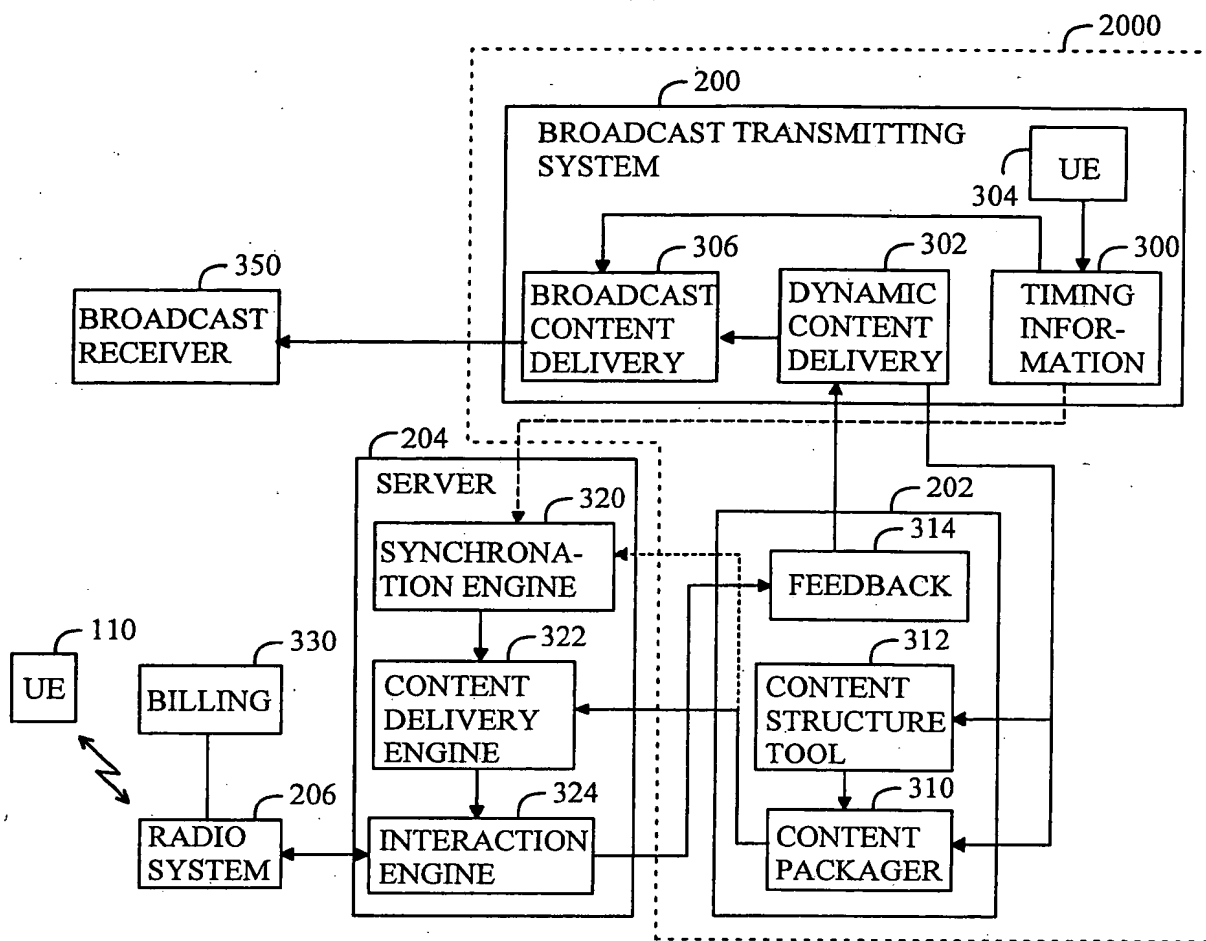 2000
200
BROADCAST TRANSMITTING
SYSTEM
304
UE
350
BROADCAST
RECEIVER
306
BROADCAST
CONTENT
DELIVERY
302
DYNAMIC
CONTENT
DELIVERY
300
TIMING
INFOR-
MATION
204
SERVER
320
SYNCHRONA-
TION ENGINE
202
314
FEEDBACK
110
UE
330
BILLING
322
CONTENT
DELIVERY
ENGINE
312
CONTENT
STRUCTURE
TOOL
206
RADIO
SYSTEM
324
INTERACTION
ENGINE
310
CONTENT
PACKAGER